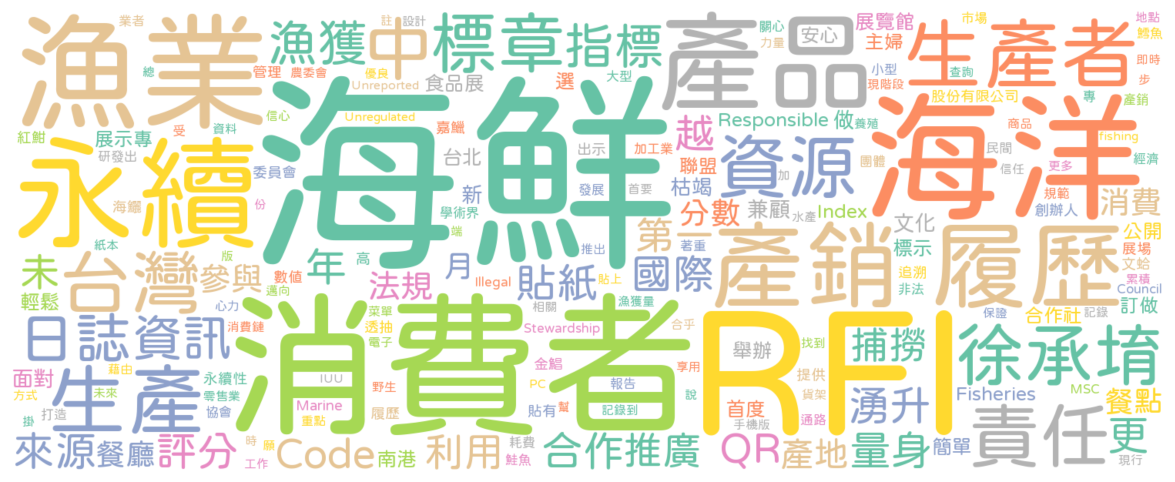 漁業
業者
漁獲
中
註
設計
標章
指標
產品
安心
關心
力量
展覽館
主婦
市場
生產者
地點
鱈魚
即時
步
總
管理
農委會
優良
Unreported
食品展
選
大型
小型
現階段
查詢
股份有限公司
專
產銷
紅魽
展示專
受
資料
信心
Unregulated
嘉鱲
越
Responsible
做
養殖
海洋
商品
fishing
永續
研發出
委員會
海鮮
台北
出示
加工業
聯盟
資源
團體
民間
信任
更多
經濟
海鱺
份
新
學術界
發展
首要
枯竭
加
規範
創辦人
消費
紙本
版
端
推出
著重
分數
兼顧
水產
Index
文化
標示
公開
未
台灣
參與
年
高
月
第一
產銷
履歷
展場
文蛤
輕鬆
數值
邁向
法規
Illegal
貼紙
貼上
國際
追溯
非法
累積
Council
訂做
日誌
資訊
心力
消費鏈
消費者
菜單
透抽
電子
相關
漁獲量
Stewardship
合乎
RFI
保證
合作社
記錄
面對
方式
生產
藉由
未來
永續性
零售業
協會
IUU
Marine
重點
野生
履歷
金鯧
PC
貼有
報告
幫
記錄到
享用
說
舉辦
找到
提供
貨架
捕撈
徐承堉
首度
手機版
通路
湧升
Fisheries
MSC
餐點
掛
打造
來源
餐廳
評分
時
願
工作
Code
南港
利用
耗費
鮭魚
合作
推廣
QR
產地
量身
簡單
責任
更
現行